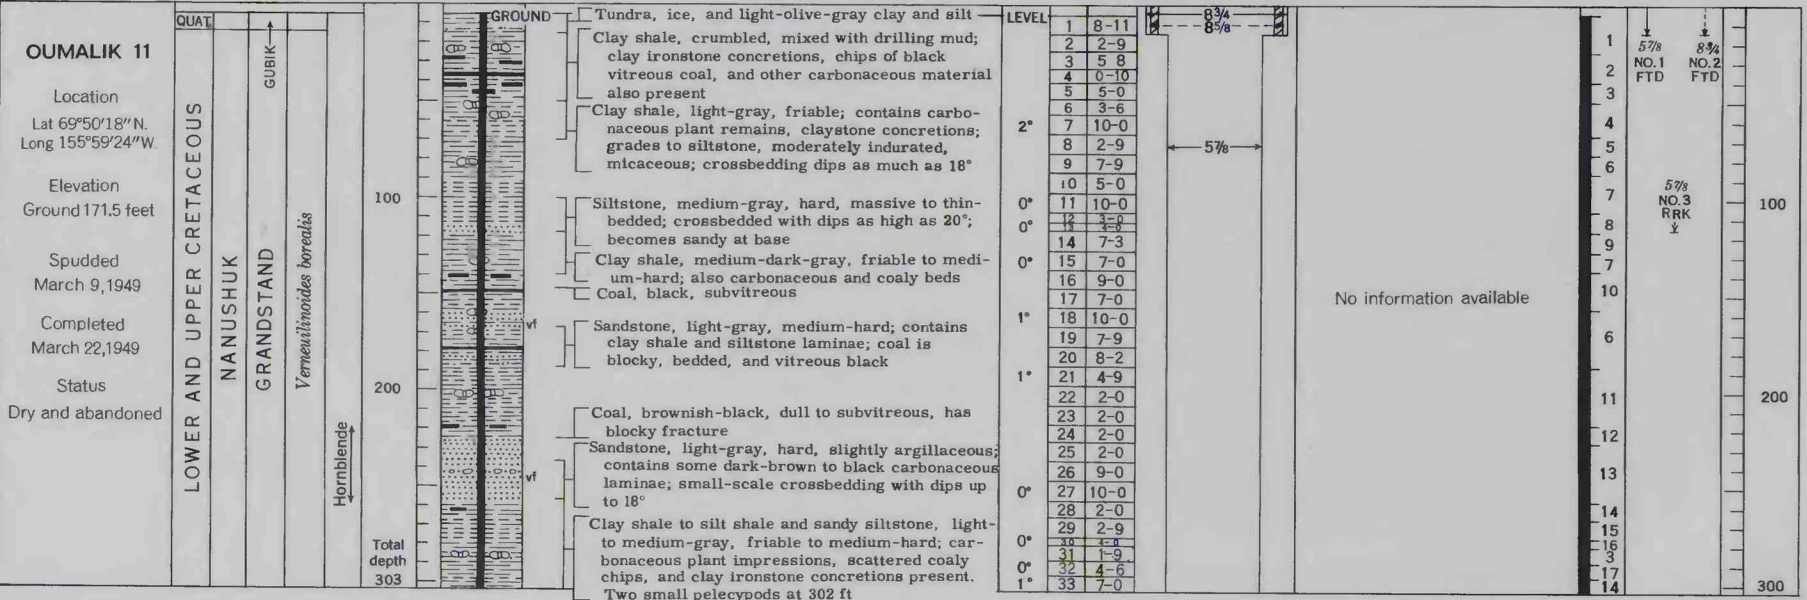 OUMALIK 11
Location
Lat 69°50'18" N.
Long 155°59'24" W.
Elevation
Ground 171.5 feet
Spudded
March 9,1949
Completed
March 22,1949
Status
Dry and abandoned
QUAT.
LOWER AND UPPER CRETACEOUS
NANUSHUK
GUBIK
GRANDSTAND
Verneuilinoides borealis
Hornblende
100
200
Total
depth
303
GROUND
vf
vf
Tundra, ice, and light-olive-gray clay and silt
Clay shale, crumbled, mixed with drilling mud;
clay ironstone concretions, chips of black
vitreous coal, and other carbonaceous material
also present
Clay shale, light-gray, friable; contains carbo-
naceous plant remains, claystone concretions;
grades to siltstone, moderately indurated,
micaceous; crossbedding dips as much as 18°
Siltstone, medium-gray, hard, massive to thin-
bedded; crossbedded with dips as high as 20°;
becomes sandy at base
Clay shale, medium-dark-gray, friable to medi-
um-hard; also carbonaceous and coaly beds
Coal, black, subvitreous
Sandstone, light-gray, medium-hard; contains
clay shale and siltstone laminae; coal is
blocky, bedded, and vitreous black
Coal, brownish-black, dull to subvitreous, has
blocky fracture
Sandstone, light-gray, hard, slightly argillaceous;
contains some dark-brown to black carbonaceous
laminae; small-scale crossbedding with dips up
to 18°
Clay shale to silt shale and sandy siltstone, light-
to medium-gray, friable to medium-hard; car-
bonaceous plant impressions, scattered coaly
chips, and clay ironstone concretions present.
Two small pelecypods at 302 ft
LEVEL
1 8-11
2 2-9
3 5 8
4 0-10
5 5-0
6 3-6
2° 7 10-0
8 2-9
9 7-9
10 5-0
0° 11 10-0
12 3-0
0° 13
14 7-3
0° 15 7-0
16 9-0
17 7-0
1° 18 10-0
19 7-9
20 8-2
1° 21 4-9
22 2-0
23 2-0
24 2-0
25 2-0
26 9-0
0° 27 10-0
28 2-0
29 2-9
0° 30
31 1-9
0° 32 4-6
1° 33 7-0
8¾
8⅝
5⅞
No information available
1
2
3
4
5
6
7
8
9
7
10
6
11
12
13
14
15
16
3
17
14
5⅞
NO.1
FTD
8¾
NO.2
FTD
5⅞
NO.3
RRK
100
200
300